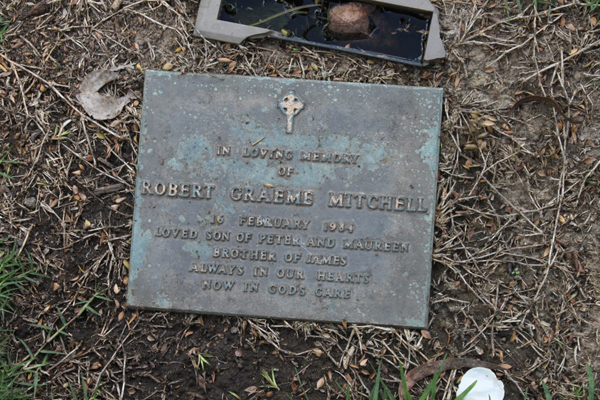 IN LOVING MEMORY
OF
ROBERT GRAEME MITCHELL
16 FEBRUARY 1984
LOVED SON OF PETER AND MAUREEN
BROTHER OF JAMES
ALWAYS IN OUR HEARTS
NOW IN GOD'S CARE